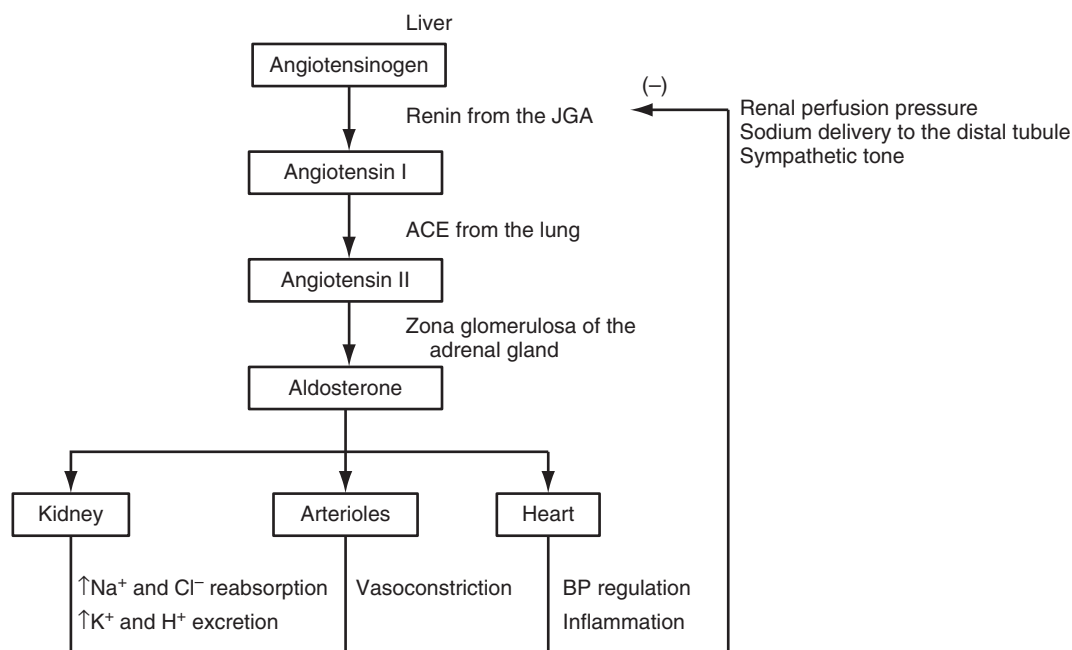 Liver
Angiotensinogen
(–)
Renin from the JGA
Renal perfusion pressure
Sodium delivery to the distal tubule
Sympathetic tone
Angiotensin I
ACE from the lung
Angiotensin II
Zona glomerulosa of the
adrenal gland
Aldosterone
Kidney
Arterioles
Heart
↑Na⁺ and Cl⁻ reabsorption
↑K⁺ and H⁺ excretion
Vasoconstriction
BP regulation
Inflammation